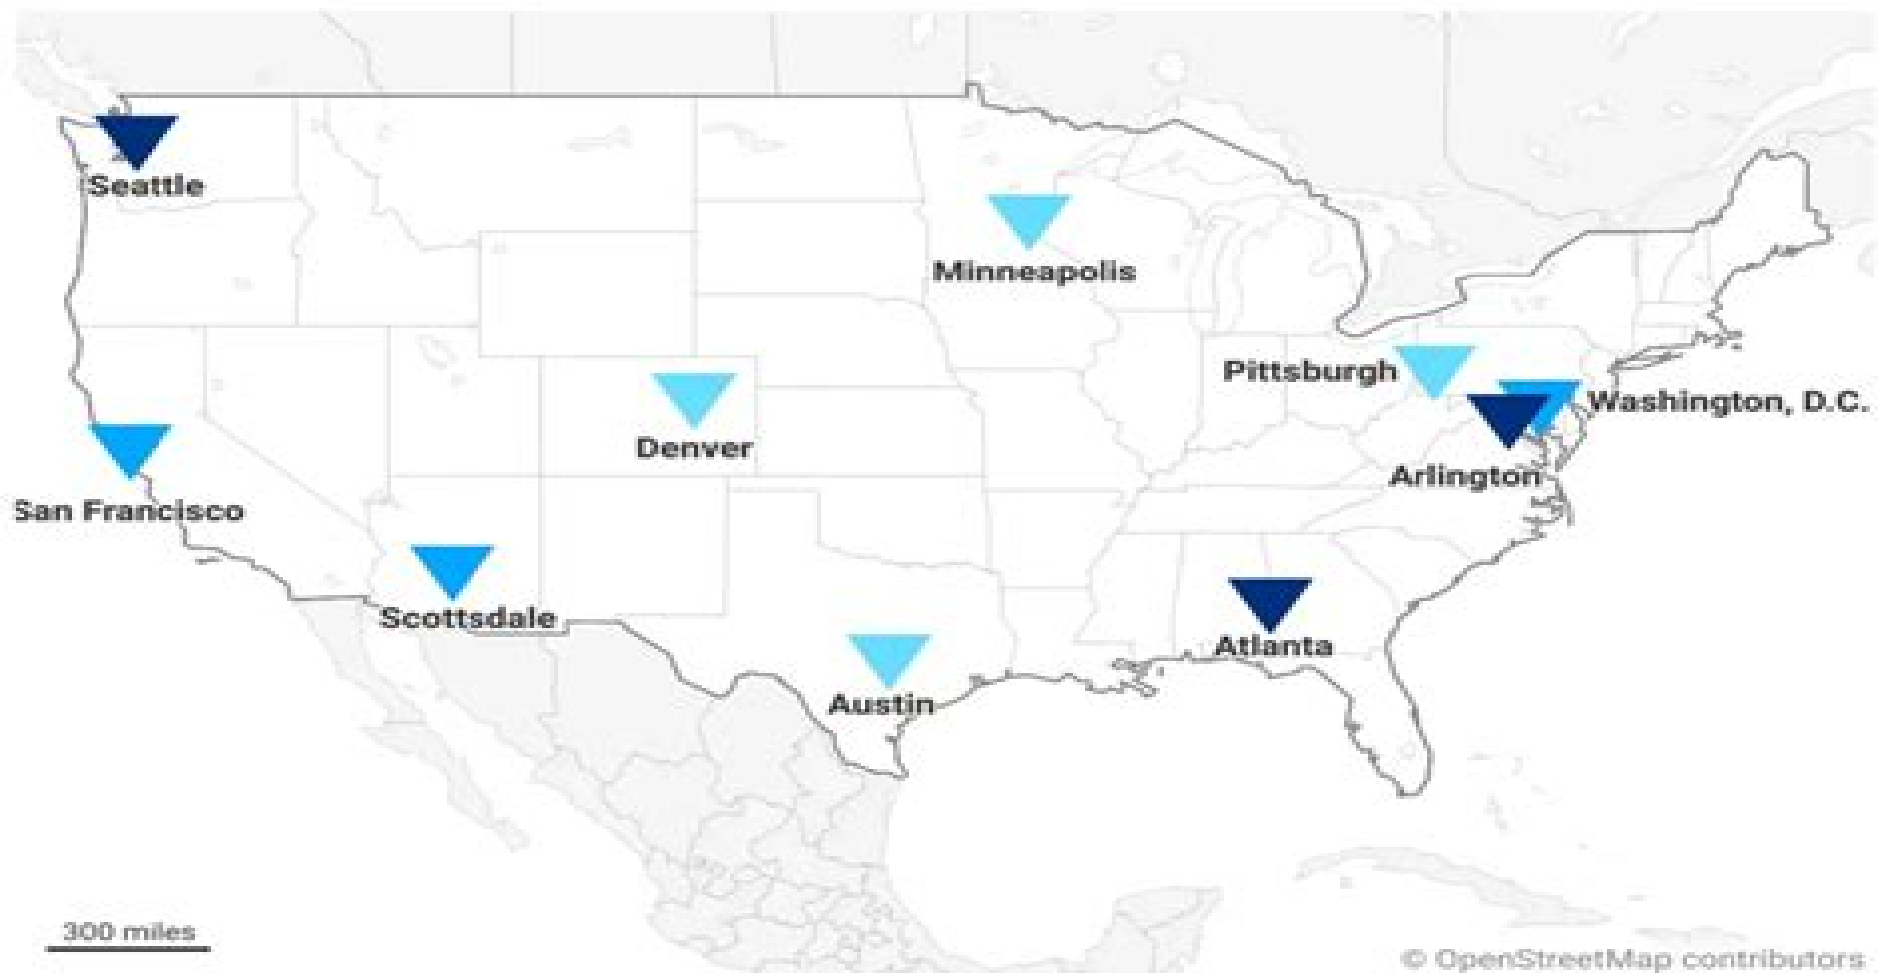 Seattle
Minneapolis
Pittsburgh
Washington, D.C.
Denver
Arlington
San Francisco
Scottsdale
Atlanta
Austin
300 miles
© OpenStreetMap contributors